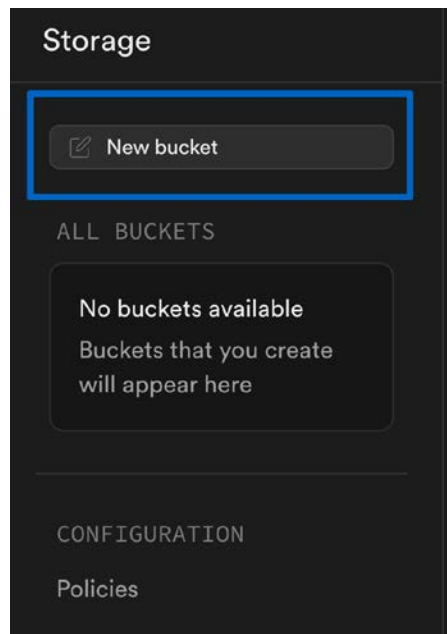 Storage
New bucket
ALL BUCKETS
No buckets available
Buckets that you create
will appear here
CONFIGURATION
Policies